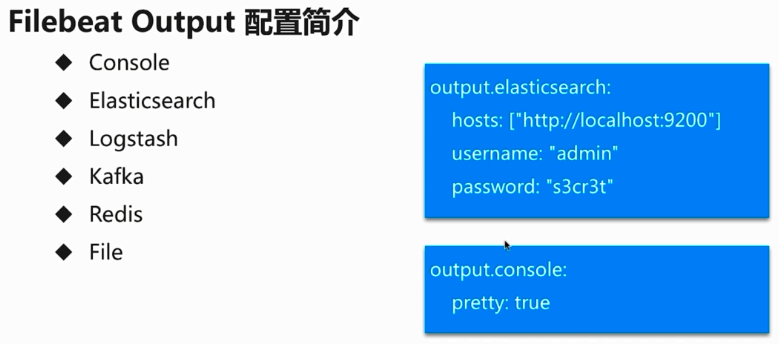 Filebeat Output 配置简介
◆ Console
◆ Elasticsearch
◆ Logstash
◆ Kafka
◆ Redis
◆ File
output.elasticsearch:
hosts: ["http://localhost:9200"]
username: "admin"
password: "s3cr3t"
output.console:
pretty: true